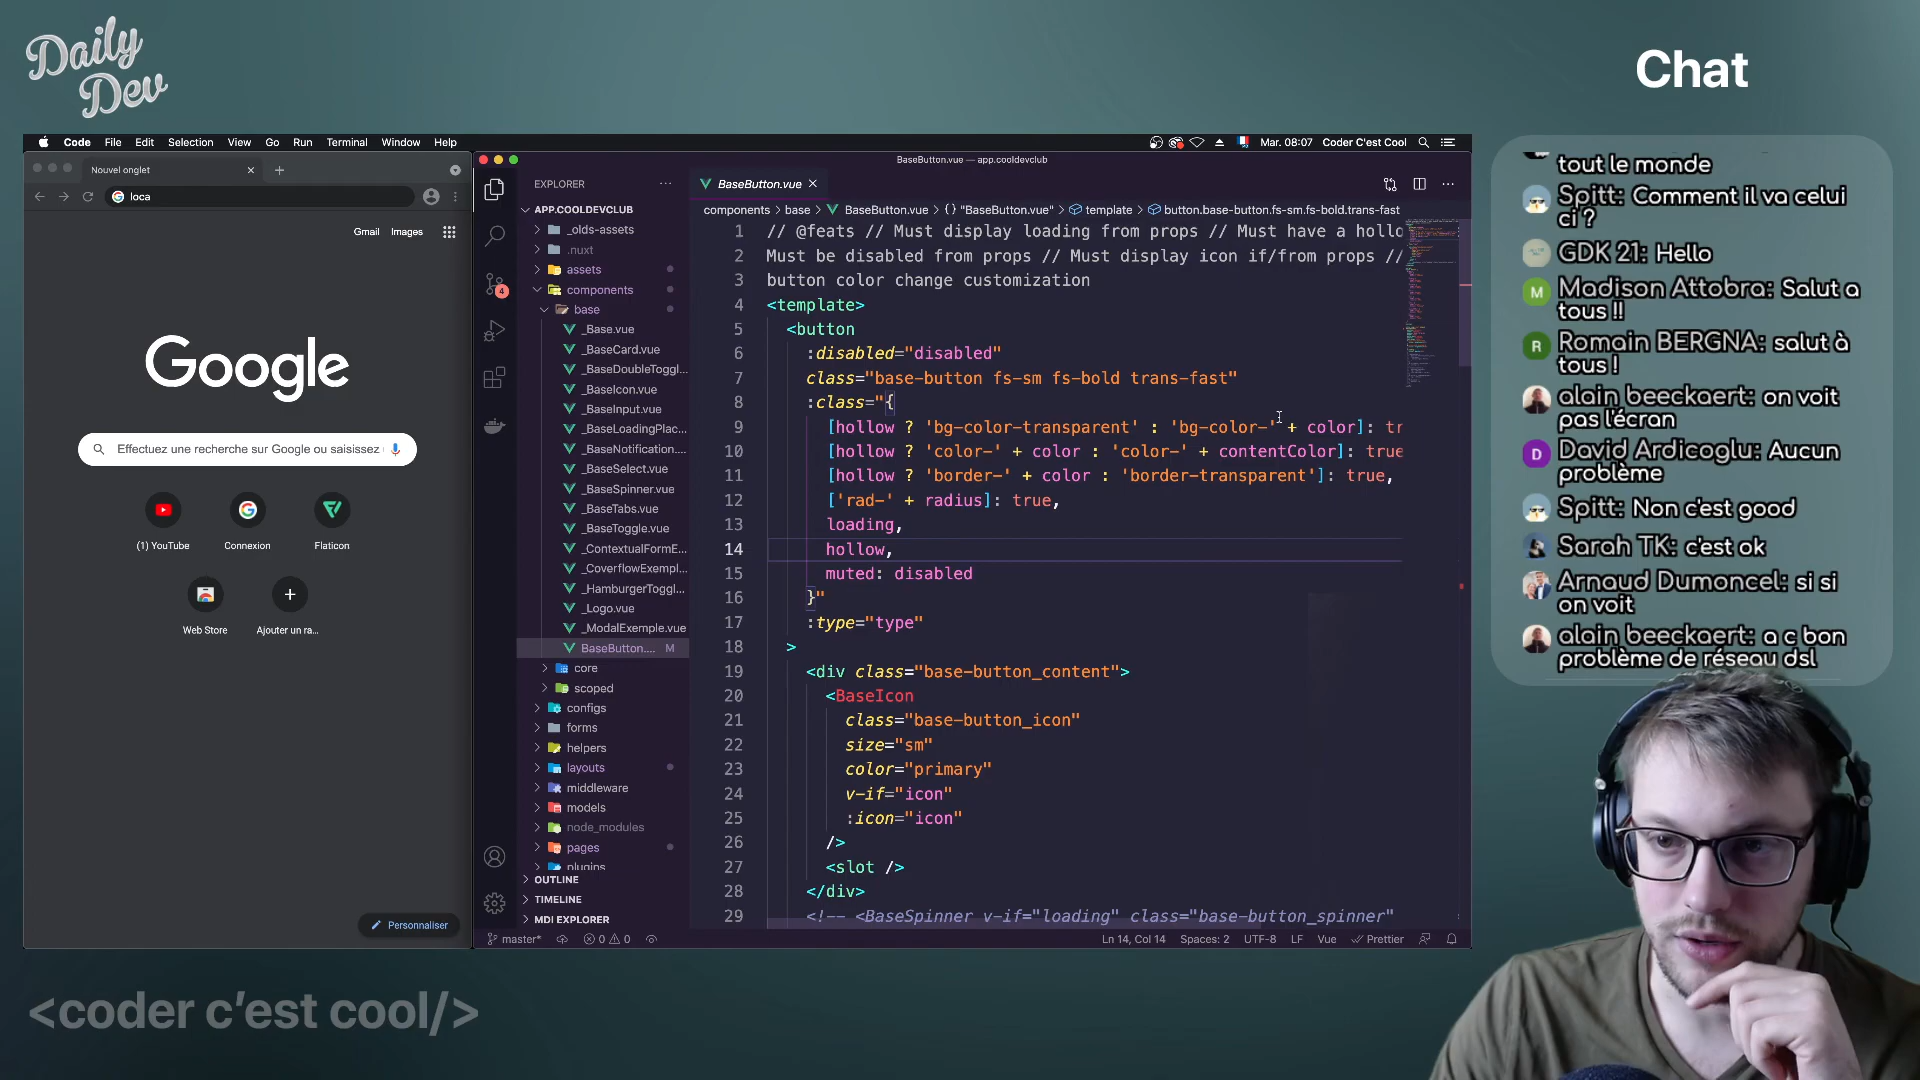 Daily
Dev
Chat
Code File Edit Selection View Go Run Terminal Window Help
Mar. 08:07 Coder C'est Cool
Nouvel onglet
loca
Gmail Images
Google
Effectuez une recherche sur Google ou saisissez
(1) YouTube Connexion Flaticon
Web Store Ajouter un ra...
Personnaliser
BaseButton.vue — app.cooldevclub
EXPLORER
APP.COOLDEVCLUB
_olds-assets
.nuxt
assets
components
base
_Base.vue
_BaseCard.vue
_BaseDoubleToggl...
_BaseIcon.vue
_BaseInput.vue
_BaseLoadingPlac...
_BaseNotification....
_BaseSelect.vue
_BaseSpinner.vue
_BaseTabs.vue
_BaseToggle.vue
_ContextualFormE...
_CoverflowExempl...
_HamburgerToggl...
_Logo.vue
_ModalExemple.vue
BaseButton.... M
core
scoped
configs
forms
helpers
layouts
middleware
models
node_modules
pages
plugins
OUTLINE
TIMELINE
MDI EXPLORER
4
BaseButton.vue
components > base > BaseButton.vue > {} "BaseButton.vue" > template > button.base-button.fs-sm.fs-bold.trans-fast
1 // @feats // Must display loading from props // Must have a hollo
2 Must be disabled from props // Must display icon if/from props //
3 button color change customization
4 <template>
5 <button
6 :disabled="disabled"
7 class="base-button fs-sm fs-bold trans-fast"
8 :class="{
9 [hollow ? 'bg-color-transparent' : 'bg-color-' + color]: tr
10 [hollow ? 'color-' + color : 'color-' + contentColor]: true
11 [hollow ? 'border-' + color : 'border-transparent']: true,
12 ['rad-' + radius]: true,
13 loading,
14 hollow,
15 muted: disabled
16 }"
17 :type="type"
18 >
19 <div class="base-button_content">
20 <BaseIcon
21 class="base-button_icon"
22 size="sm"
23 color="primary"
24 v-if="icon"
25 :icon="icon"
26 />
27 <slot />
28 </div>
29 <!-- <BaseSpinner v-if="loading" class="base-button_spinner"
master* 0 0 Ln 14, Col 14 Spaces: 2 UTF-8 LF Vue Prettier
tout le monde
Spitt: Comment il va celui
ci ?
GDK 21: Hello
M Madison Attobra: Salut a
tous !!
R Romain BERGNA: salut à
tous !
alain beeckaert: on voit
pas l'écran
D David Ardicoglu: Aucun
problème
Spitt: Non c'est good
Sarah TK: c'est ok
Arnaud Dumoncel: si si
on voit
alain beeckaert: a c bon
problème de réseau dsl
<coder c'est cool/>